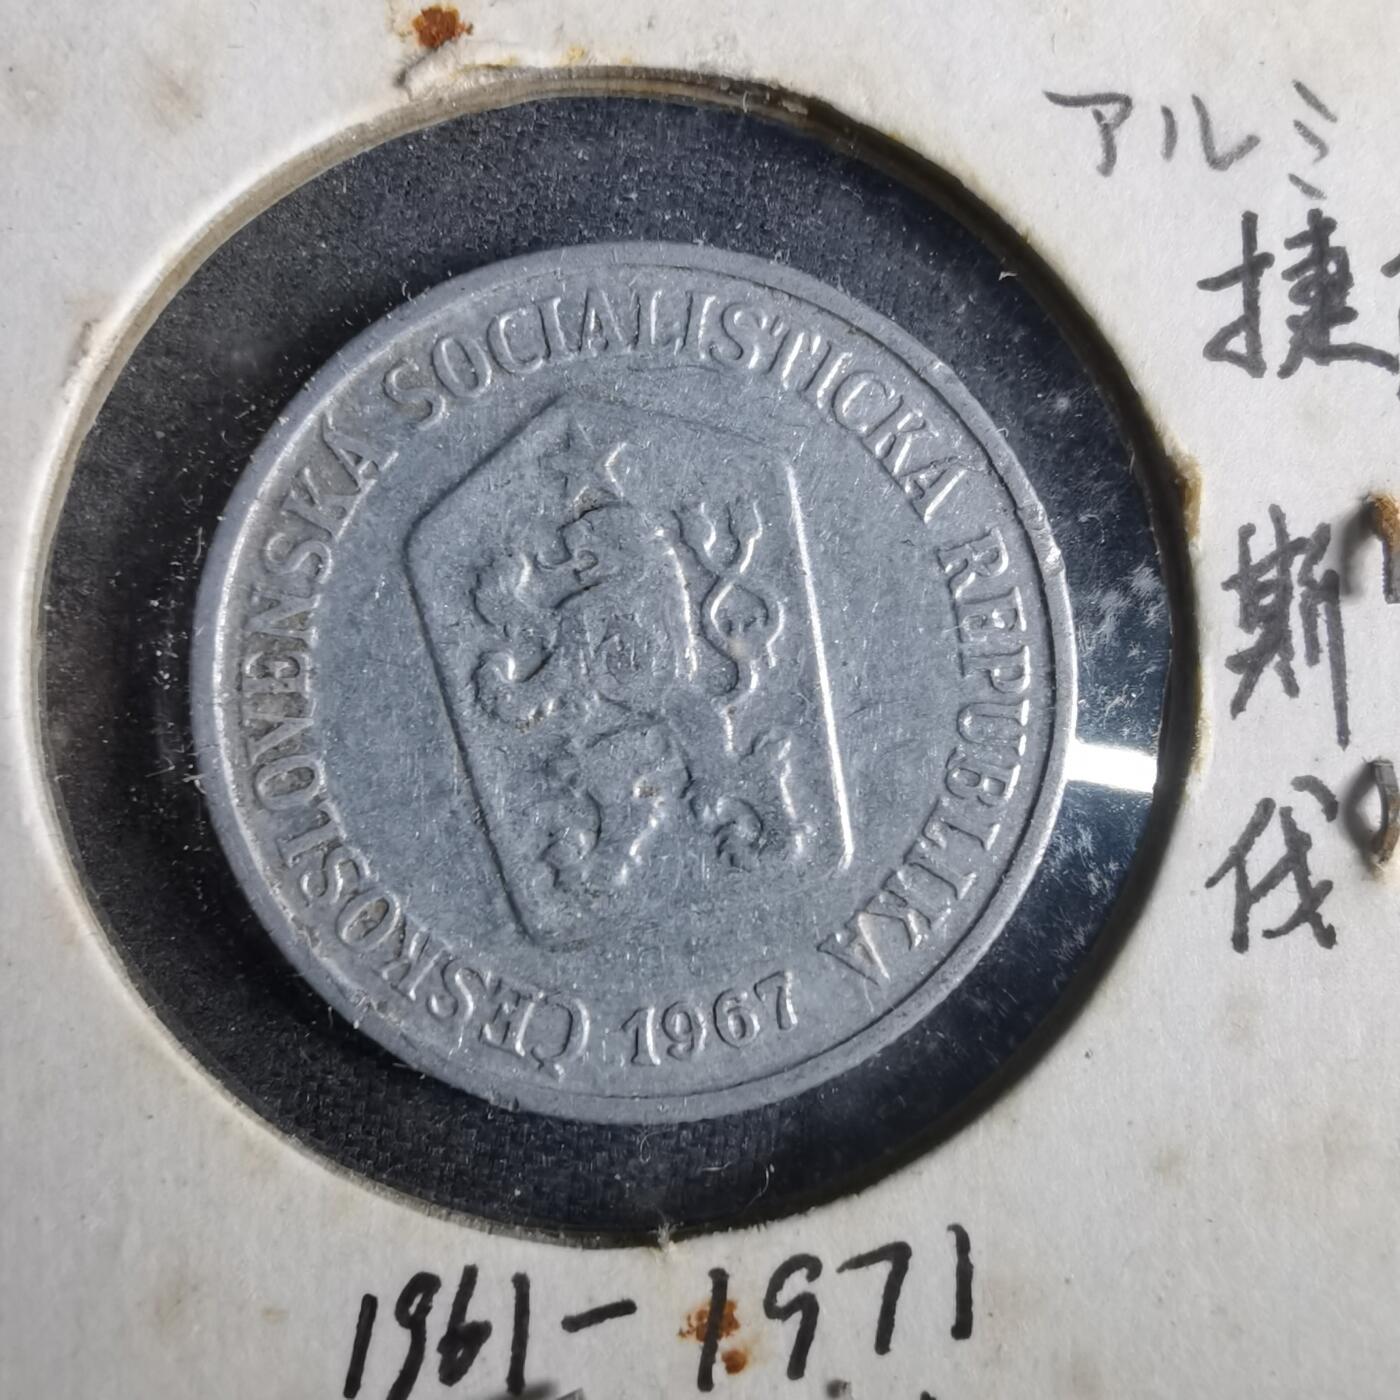 アルミ
捷
斯
伐
ČESKOSLOVENSKÁ SOCIALISTICKÁ REPUBLIKA
1967
1961-1971